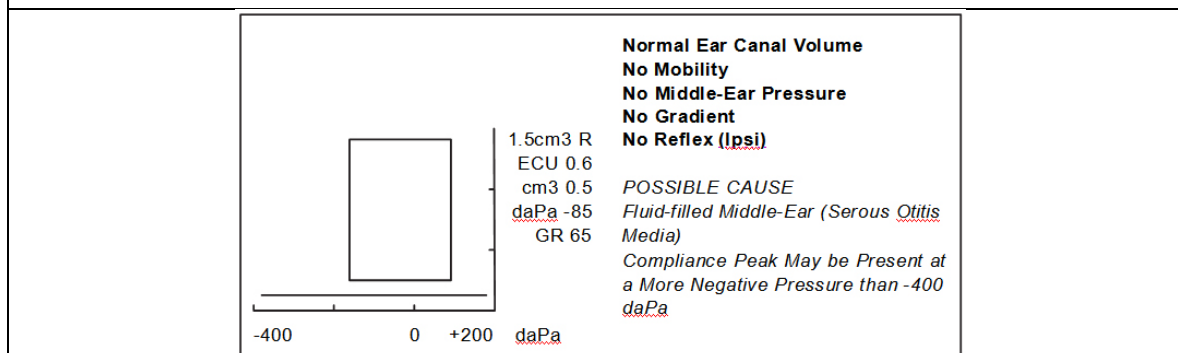 Normal Ear Canal Volume
No Mobility
No Middle-Ear Pressure
No Gradient
No Reflex (Ipsi)
1.5cm3 R
ECU 0.6
cm3 0.5
daPa -85
GR 65
POSSIBLE CAUSE
Fluid-filled Middle-Ear (Serous Otitis
Media)
Compliance Peak May be Present at
a More Negative Pressure than -400
daPa
-400 0 +200 daPa